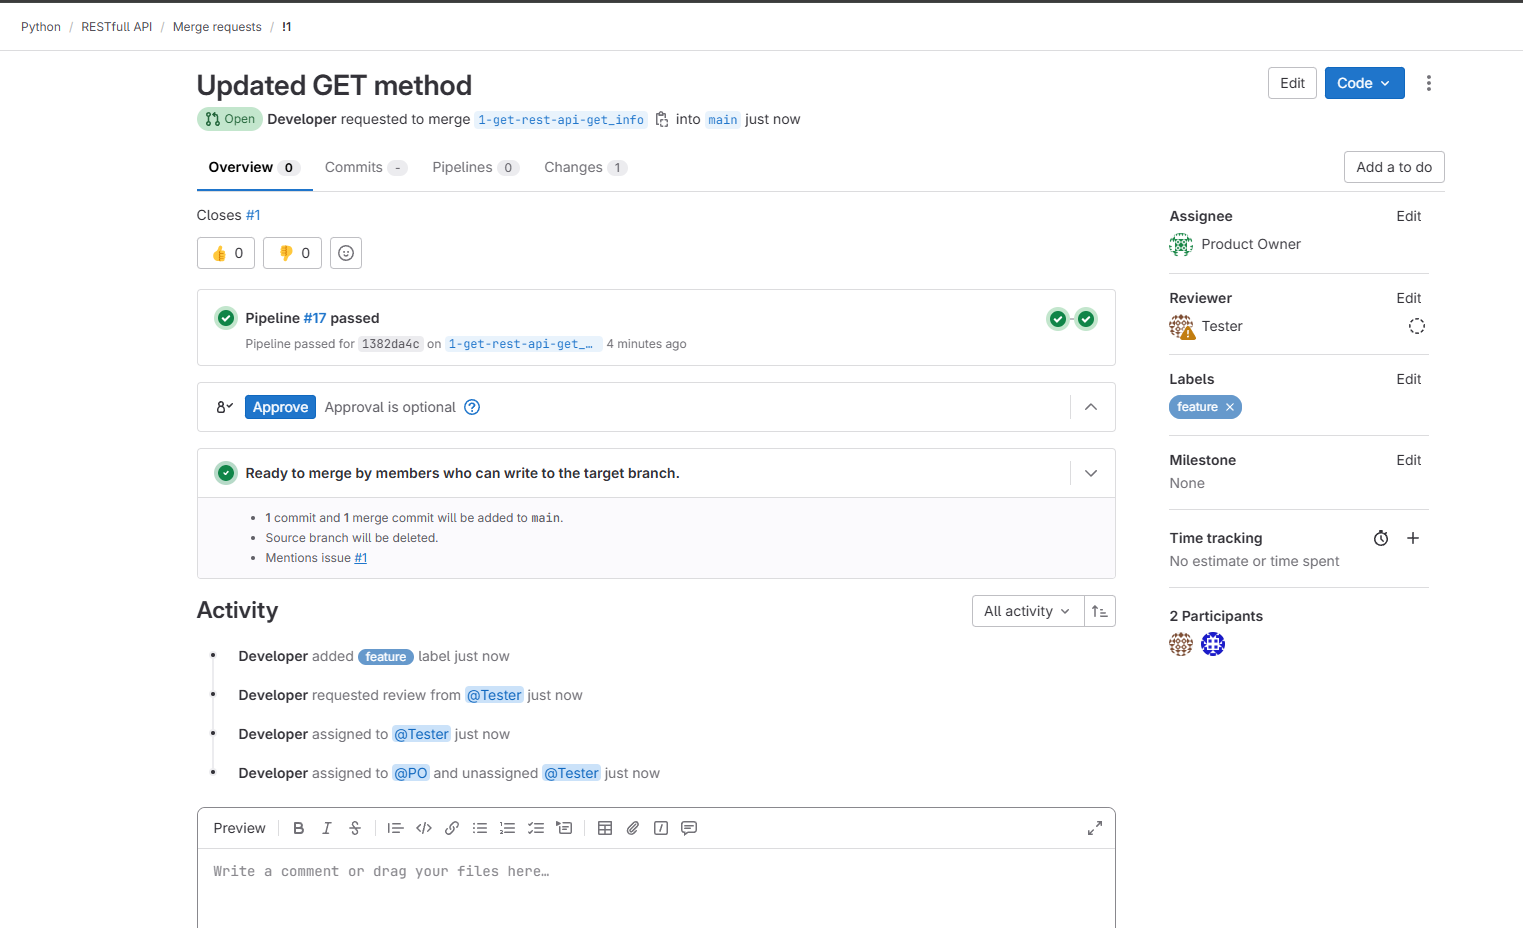 Python / RESTfull API / Merge requests / !1
Updated GET method
Edit
Code
Open Developer requested to merge 1-get-rest-api-get_info into main just now
Overview 0 Commits - Pipelines 0 Changes 1
Add a to do
Closes #1
0 0
Pipeline #17 passed
Pipeline passed for 1382da4c on 1-get-rest-api-get_… 4 minutes ago
Approve Approval is optional
Ready to merge by members who can write to the target branch.
1 commit and 1 merge commit will be added to main.
Source branch will be deleted.
Mentions issue #1
Activity
All activity
Developer added feature label just now
Developer requested review from @Tester just now
Developer assigned to @Tester just now
Developer assigned to @PO and unassigned @Tester just now
Preview
Write a comment or drag your files here…
Assignee Edit
Product Owner
Reviewer Edit
Tester
Labels Edit
feature
Milestone Edit
None
Time tracking
No estimate or time spent
2 Participants